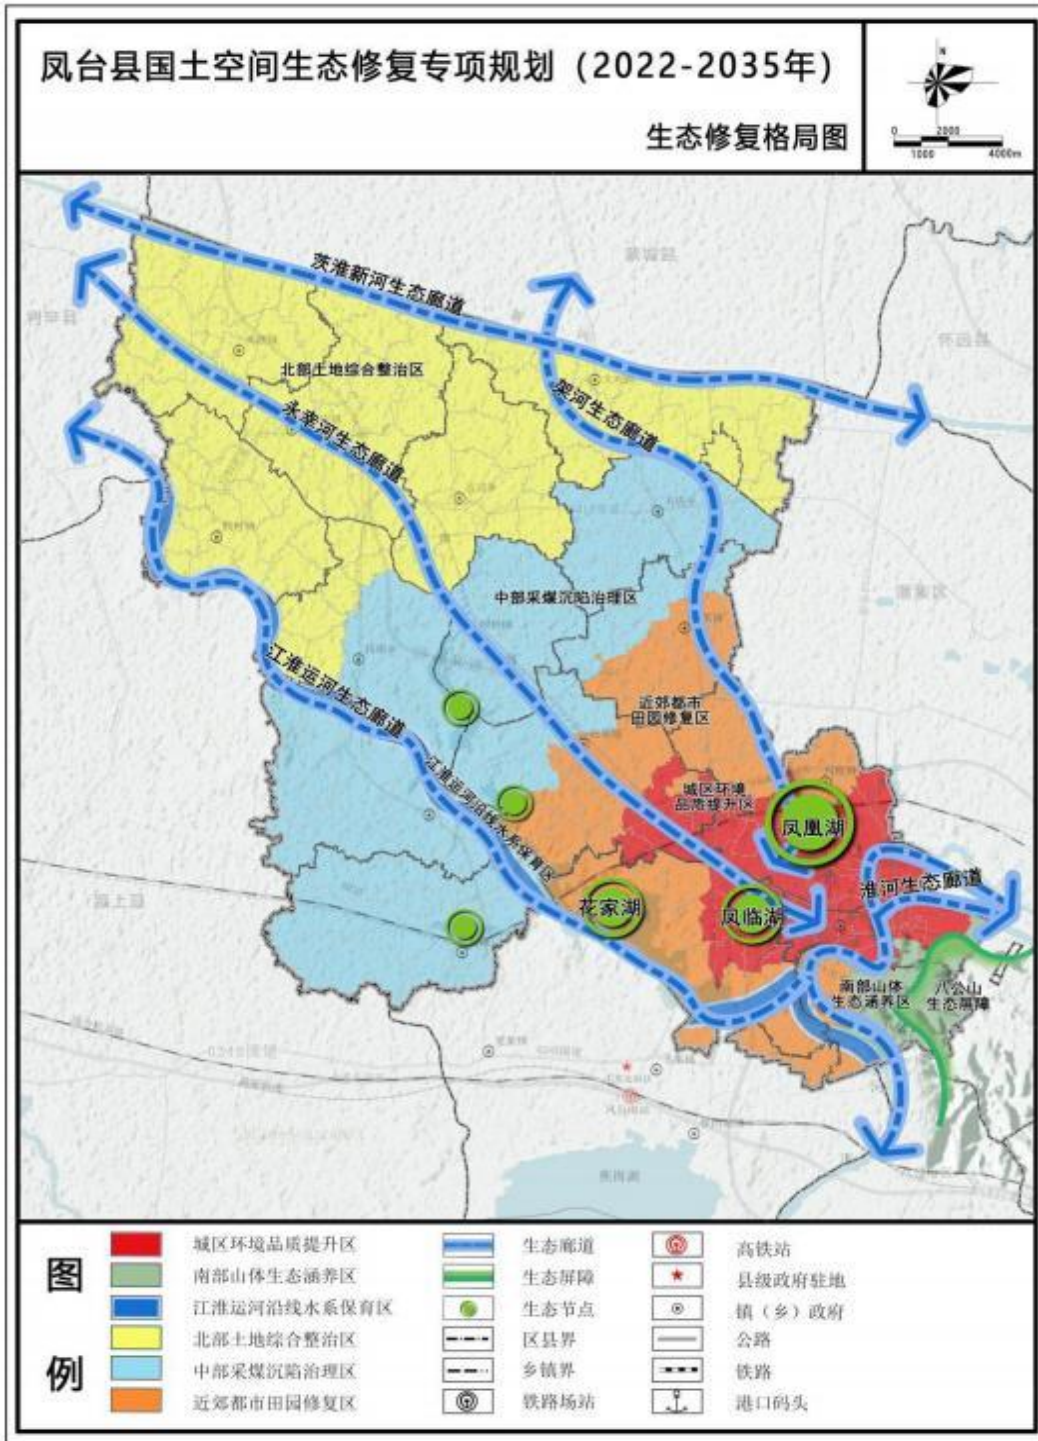 凤台县国土空间生态修复专项规划（2022-2035年）
生态修复格局图
N
0 2000
1000 4000m
茨淮新河生态廊道
怀远县
北部土地综合整治区
架河生态廊道
永幸河生态廊道
中部采煤沉陷治理区
江淮运河生态廊道
近郊都市
田园修复区
江淮运河沿线水系保育区
城区环境
品质提升区
凤凰湖
淮河生态廊道
花家湖
凤临湖
南部山体
生态涵养区
八公山
生态屏障
图例
城区环境品质提升区
南部山体生态涵养区
江淮运河沿线水系保育区
北部土地综合整治区
中部采煤沉陷治理区
近郊都市田园修复区
生态廊道
生态屏障
生态节点
区县界
乡镇界
铁路场站
高铁站
县级政府驻地
镇（乡）政府
公路
铁路
港口码头